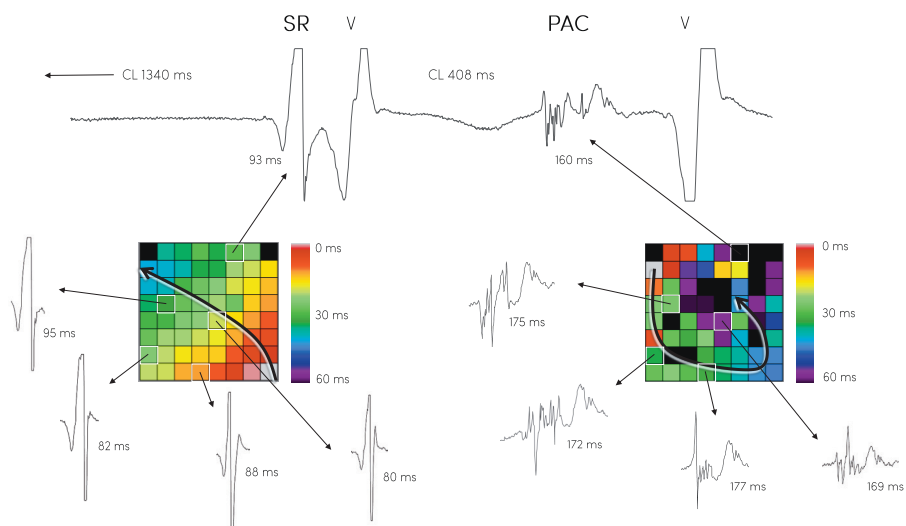 SR V PAC V
CL 1340 ms CL 408 ms
93 ms 160 ms
0 ms 0 ms
30 ms 30 ms
95 ms 175 ms
60 ms 60 ms
82 ms 172 ms
88 ms 80 ms 177 ms 169 ms